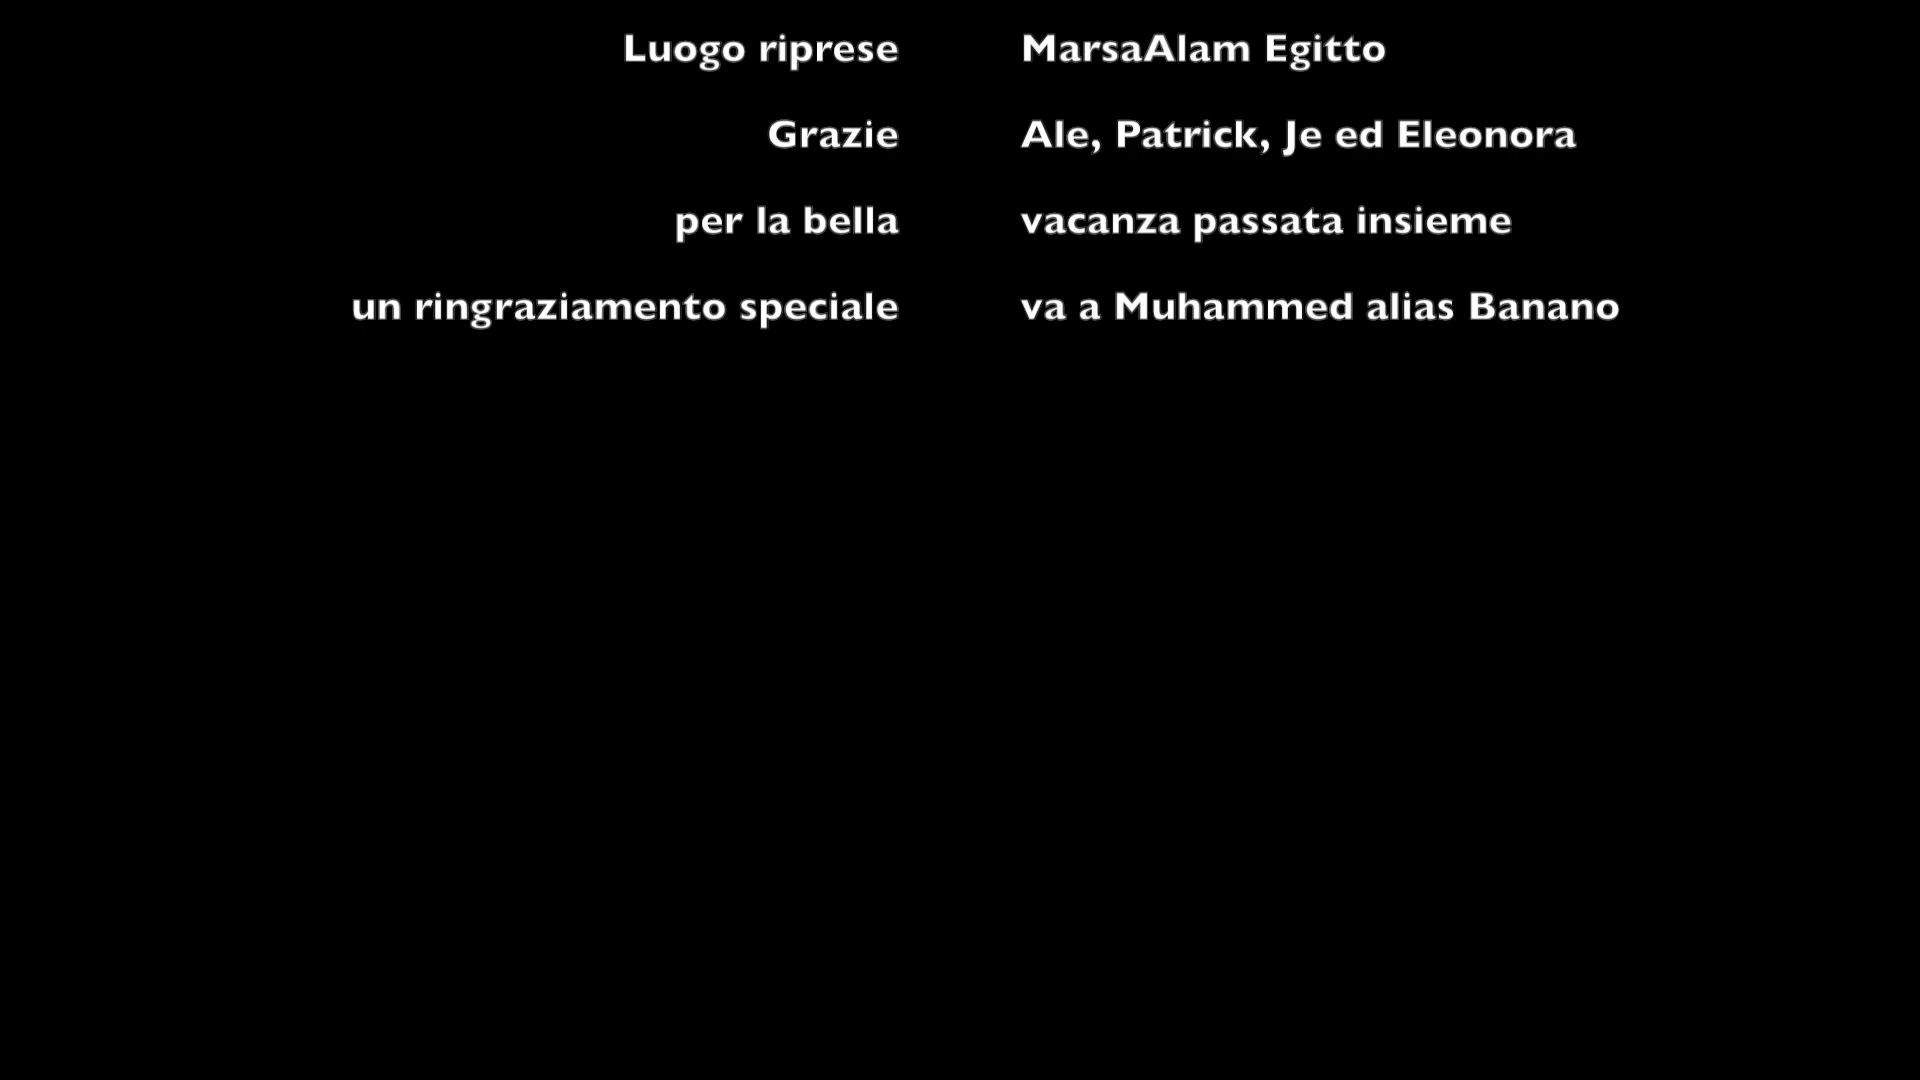 Luogo riprese MarsaAlam Egitto
Grazie Ale, Patrick, Je ed Eleonora
per la bella vacanza passata insieme
un ringraziamento speciale va a Muhammed alias Banano